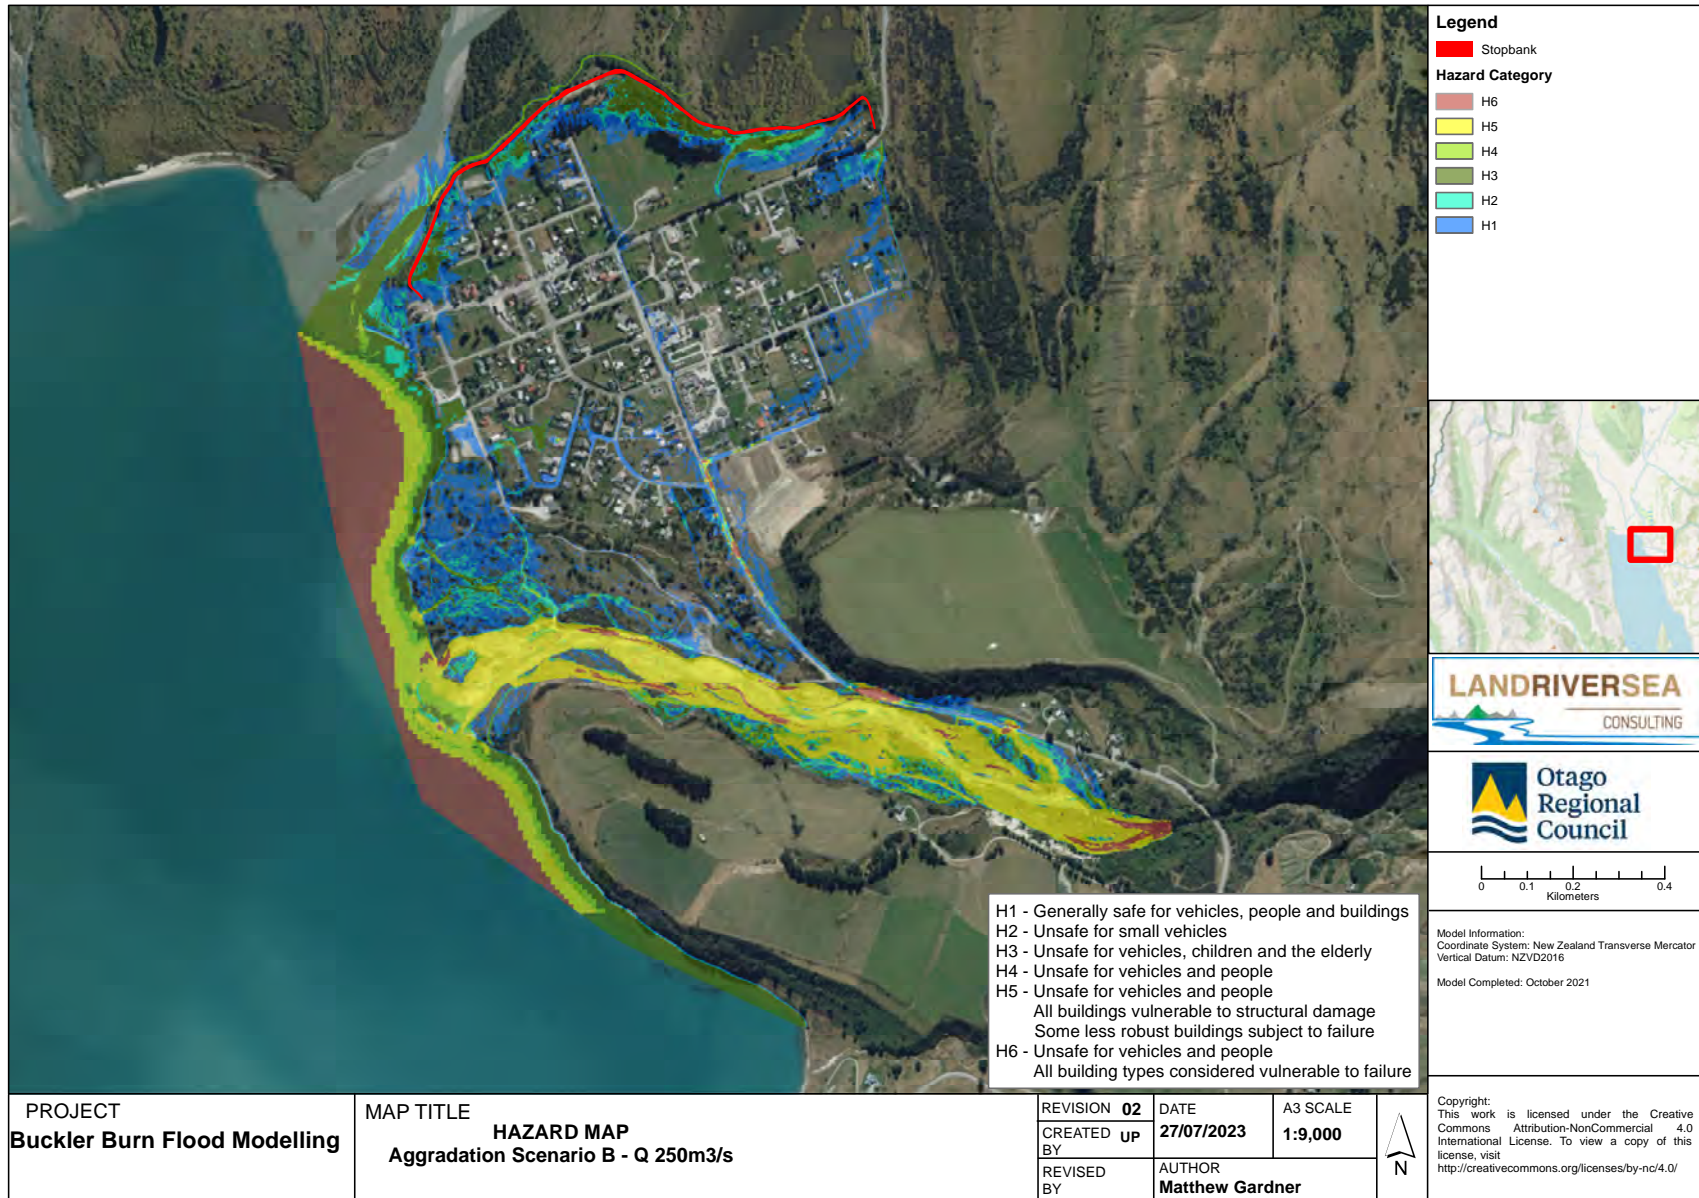 Legend
Stopbank
Hazard Category
H6
H5
H4
H3
H2
H1
LANDRIVERSEA
CONSULTING
Otago
Regional
Council
0 0.1 0.2 0.4
Kilometers
Model Information:
Coordinate System: New Zealand Transverse Mercator
Vertical Datum: NZVD2016
Model Completed: October 2021
Copyright:
This work is licensed under the Creative
Commons Attribution-NonCommercial 4.0
International License. To view a copy of this
license, visit
http://creativecommons.org/licenses/by-nc/4.0/
H1 - Generally safe for vehicles, people and buildings
H2 - Unsafe for small vehicles
H3 - Unsafe for vehicles, children and the elderly
H4 - Unsafe for vehicles and people
H5 - Unsafe for vehicles and people
All buildings vulnerable to structural damage
Some less robust buildings subject to failure
H6 - Unsafe for vehicles and people
All building types considered vulnerable to failure
PROJECT
Buckler Burn Flood Modelling
MAP TITLE
HAZARD MAP
Aggradation Scenario B - Q 250m3/s
REVISION 02
CREATED BY UP
REVISED BY
DATE
27/07/2023
A3 SCALE
1:9,000
AUTHOR
Matthew Gardner
N